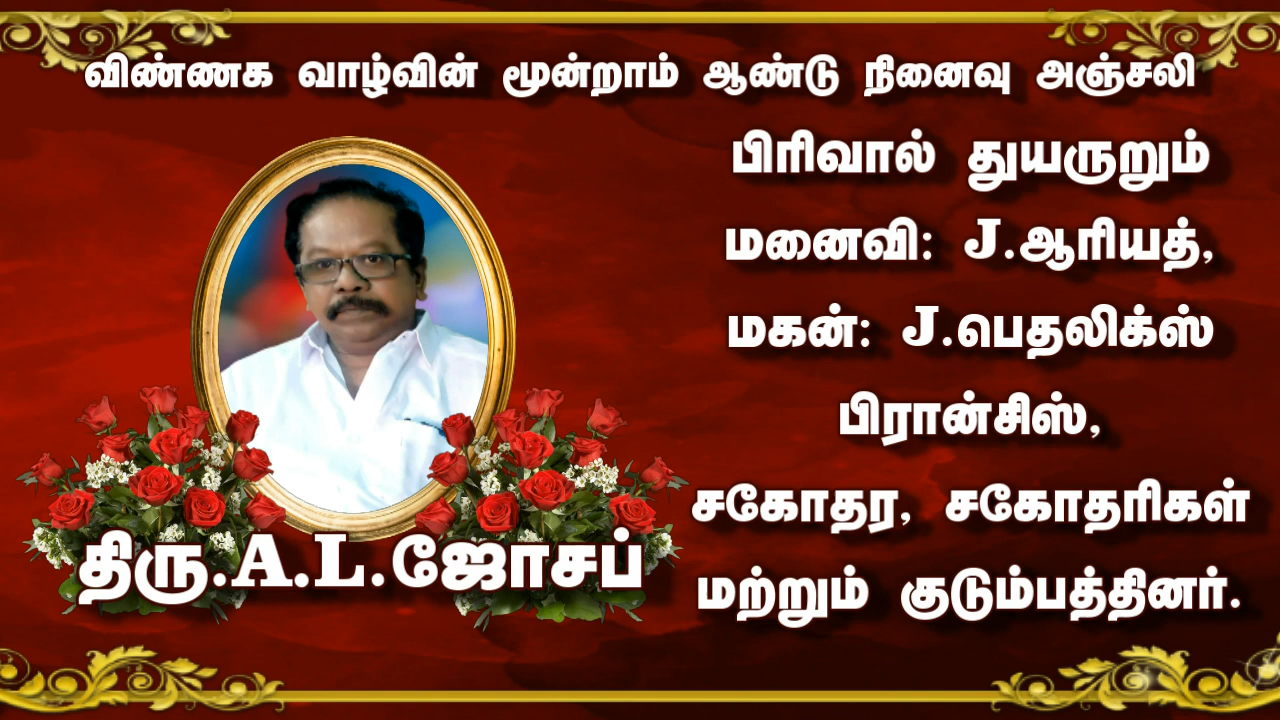 விண்ணக வாழ்வின் மூன்றாம் ஆண்டு நினைவு அஞ்சலி
பிரிவால் துயருறும்
மனைவி: J.ஆரியத்,
மகன்: J.பெதலிக்ஸ்
பிரான்சிஸ்,
சகோதர, சகோதரிகள்
மற்றும் குடும்பத்தினர்.
திரு.A.L.ஜோசப்